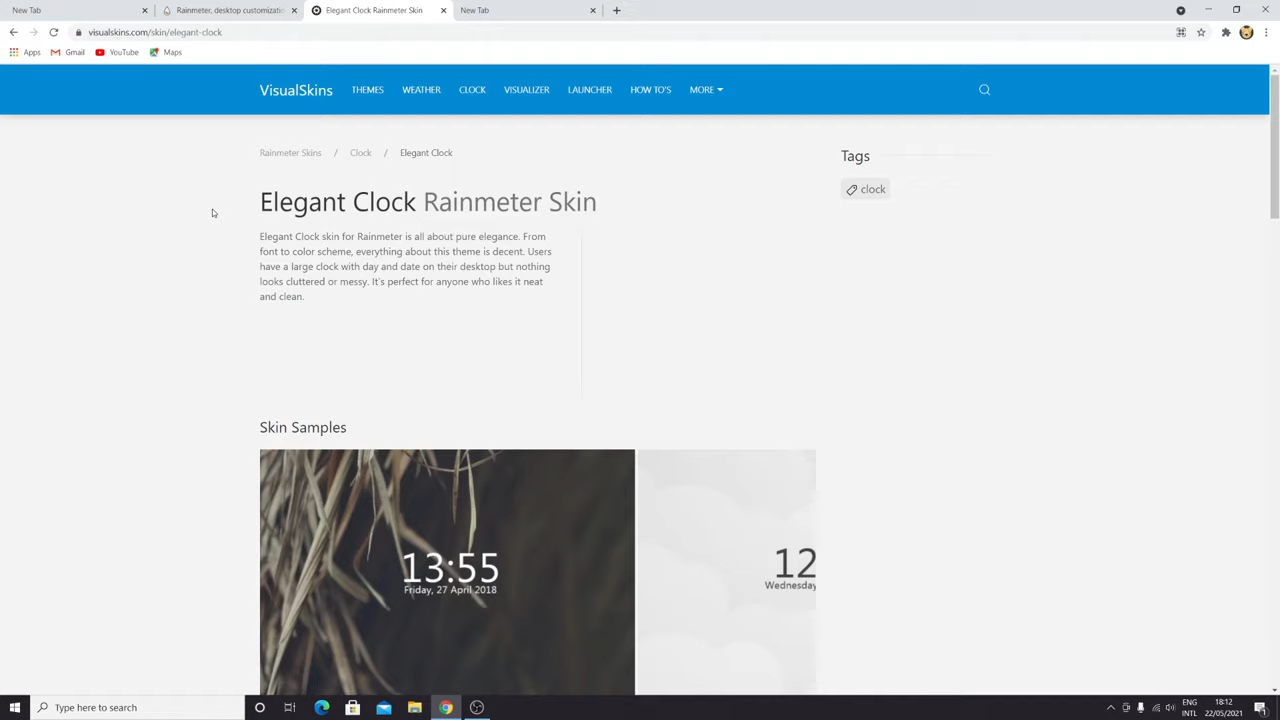 New Tab
Rainmeter, desktop customizatio
Elegant Clock Rainmeter Skin
New Tab
visualskins.com/skin/elegant-clock
Apps
Gmail
YouTube
Maps
VisualSkins
THEMES
WEATHER
CLOCK
VISUALIZER
LAUNCHER
HOW TO'S
MORE
Rainmeter Skins / Clock / Elegant Clock
Tags
clock
Elegant Clock Rainmeter Skin
Elegant Clock skin for Rainmeter is all about pure elegance. From
font to color scheme, everything about this theme is decent. Users
have a large clock with day and date on their desktop but nothing
looks cluttered or messy. It's perfect for anyone who likes it neat
and clean.
Skin Samples
13:55
Friday, 27 April 2018
12
Wednesday
Type here to search
ENG
INTL
18:12
22/05/2021
1